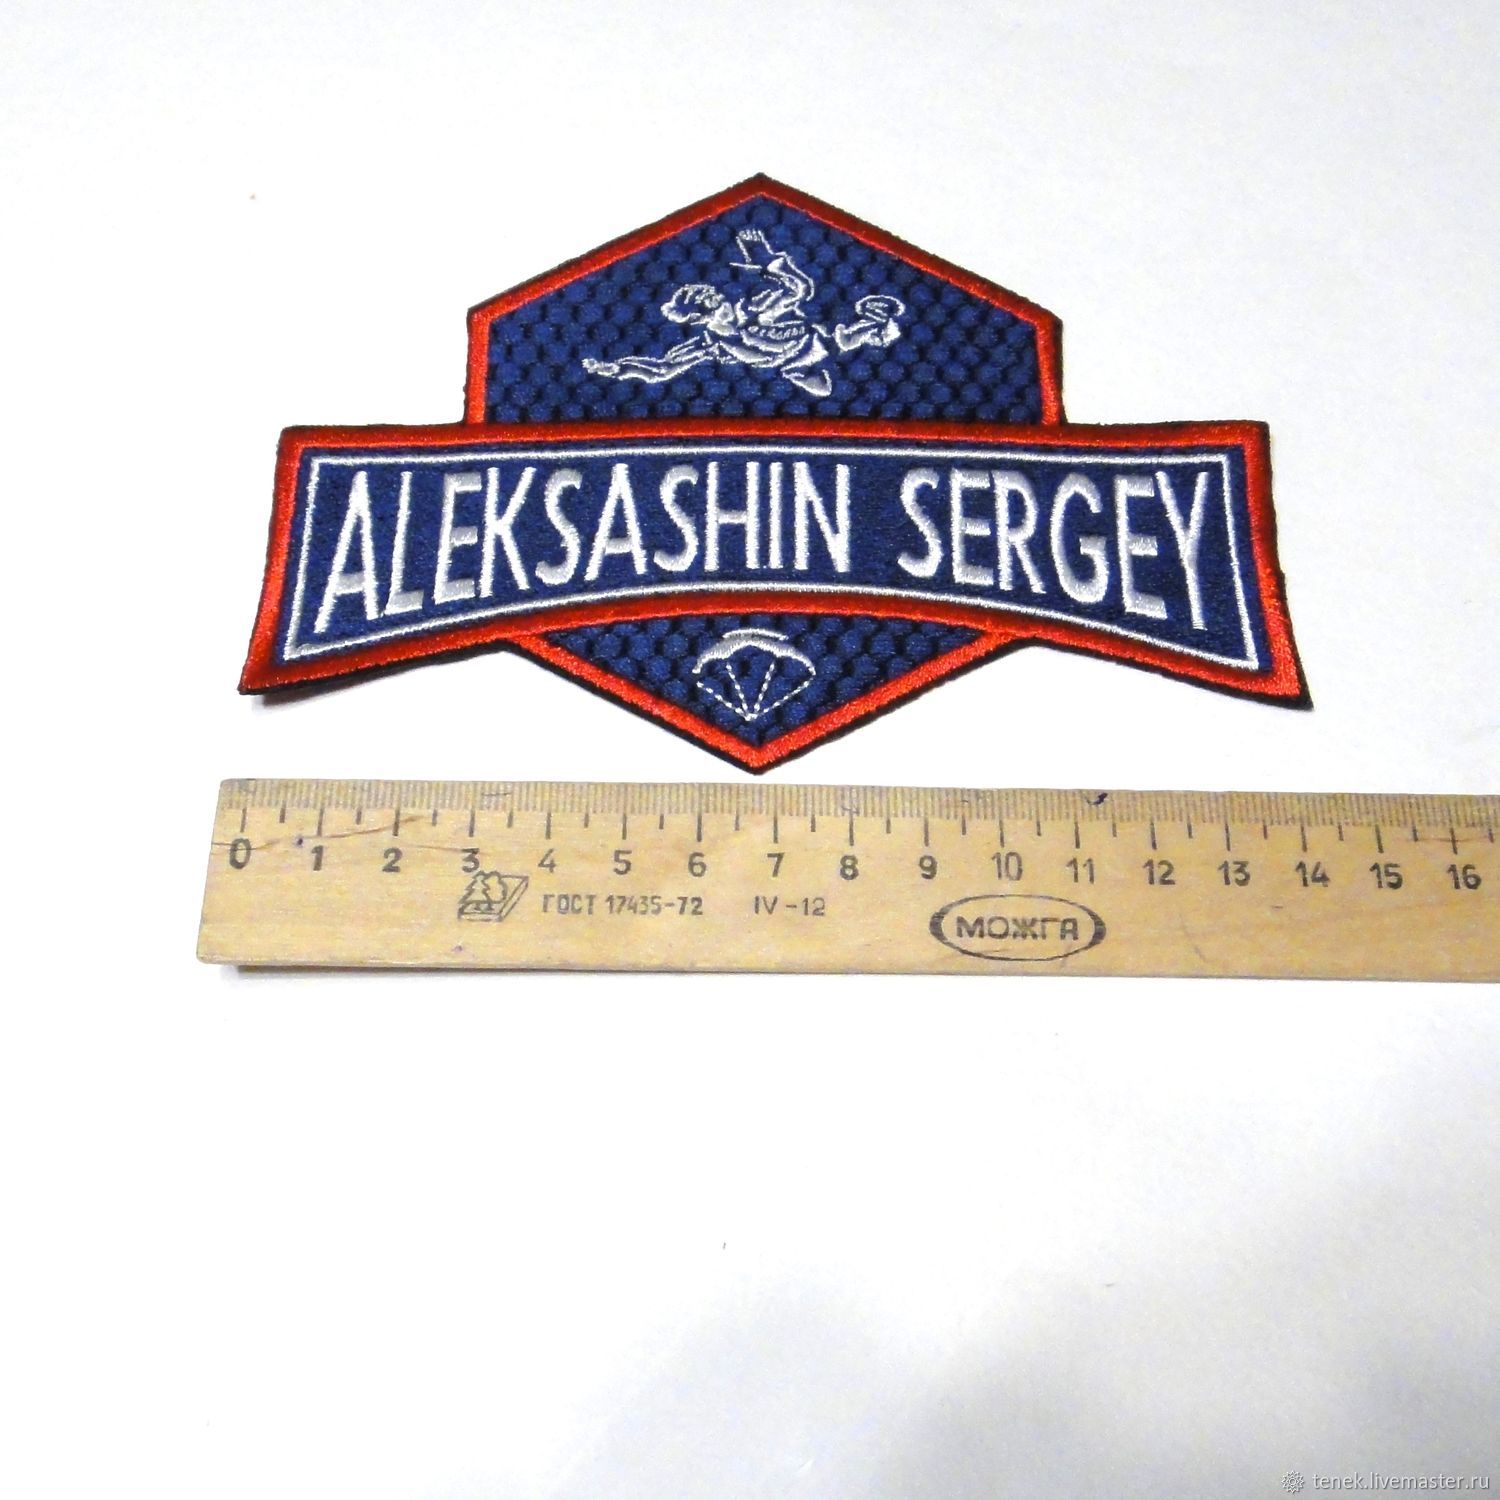 ALEKSASHIN SERGEY
0 1 2 3 4 5 6 7 8 9 10 11 12 13 14 15 16
ГОСТ 17435-72 IV-12
МОЖГА
tenek.livemaster.ru